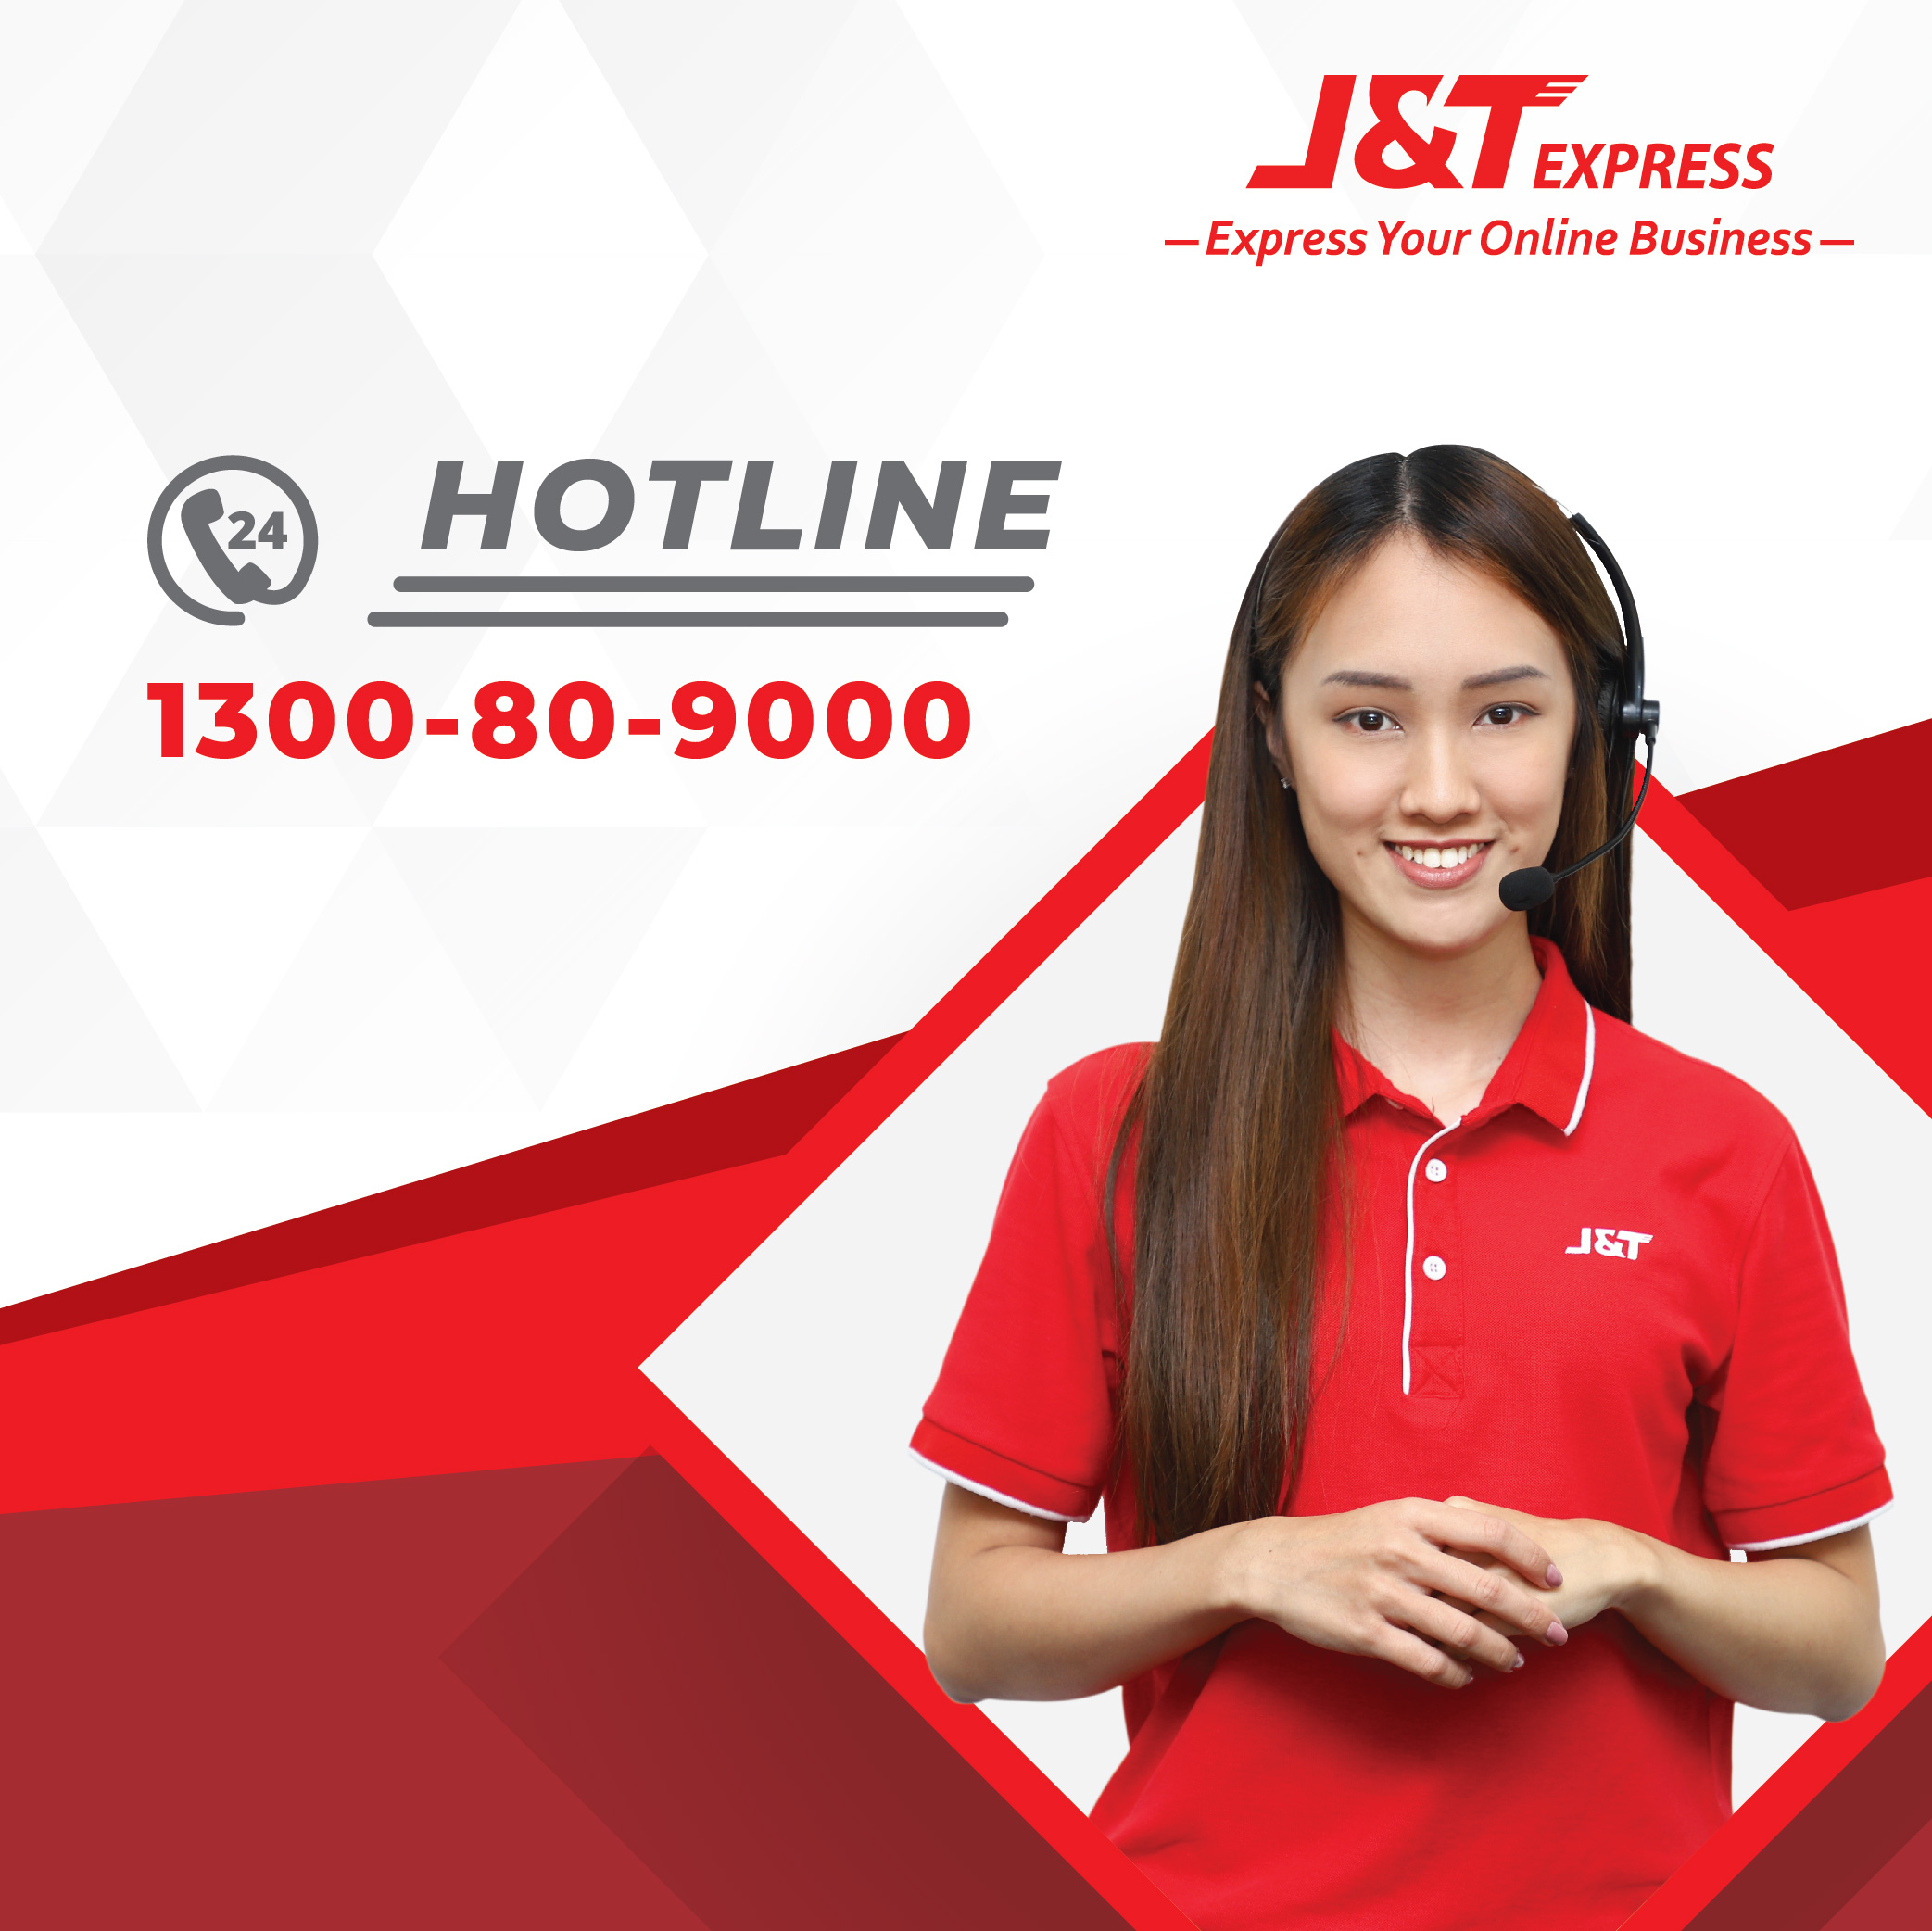 J&T EXPRESS
Express Your Online Business
24
HOTLINE
1300-80-9000
J&T